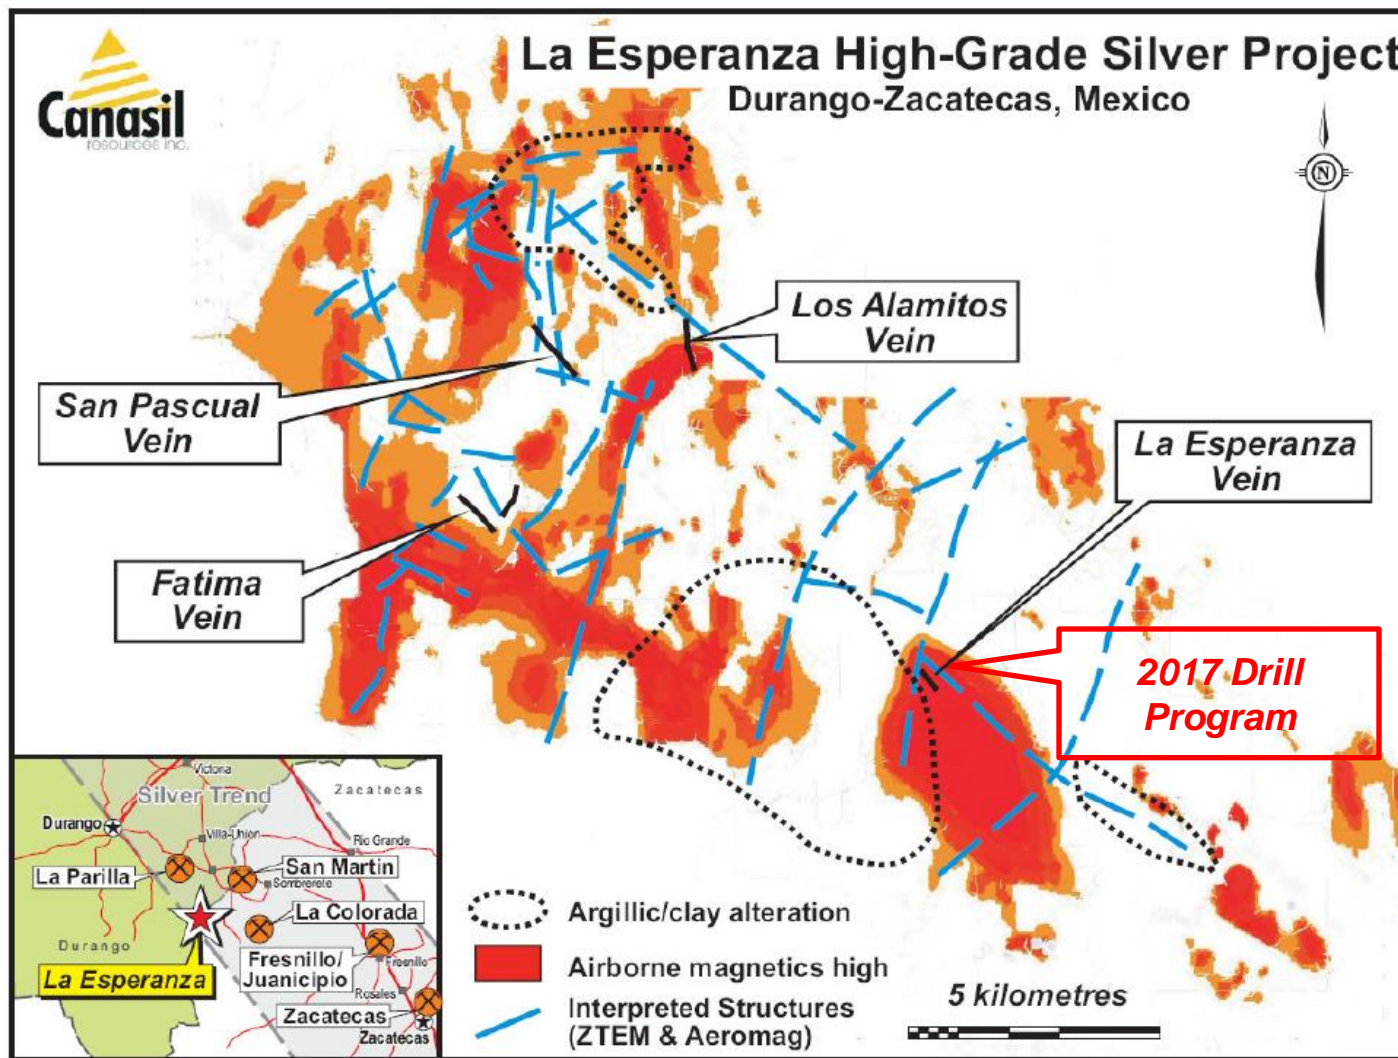 La Esperanza High-Grade Silver Project
Durango-Zacatecas, Mexico
Canasil
resources inc.
N
Los Alamitos
Vein
San Pascual
Vein
La Esperanza
Vein
Fatima
Vein
2017 Drill
Program
Argillic/clay alteration
Airborne magnetics high
Interpreted Structures
(ZTEM & Aeromag)
5 kilometres
Victoria
Silver Trend
Zacatecas
Durango
Villa-Union
Rio Grande
La Parilla
San Martin
Sombrerete
La Colorada
Durango
Fresnillo/
Juanicipio
Fresnillo
La Esperanza
Rosales
Zacatecas
Zacatecas